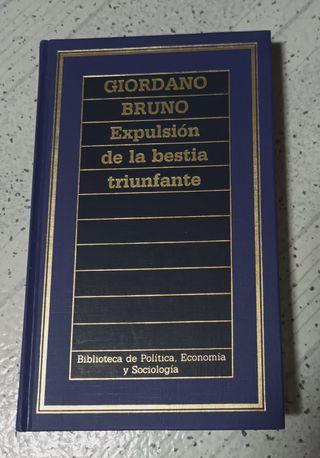 GIORDANO
BRUNO
Expulsión
de la bestia
triunfante
Biblioteca de Política, Economía
y Sociología